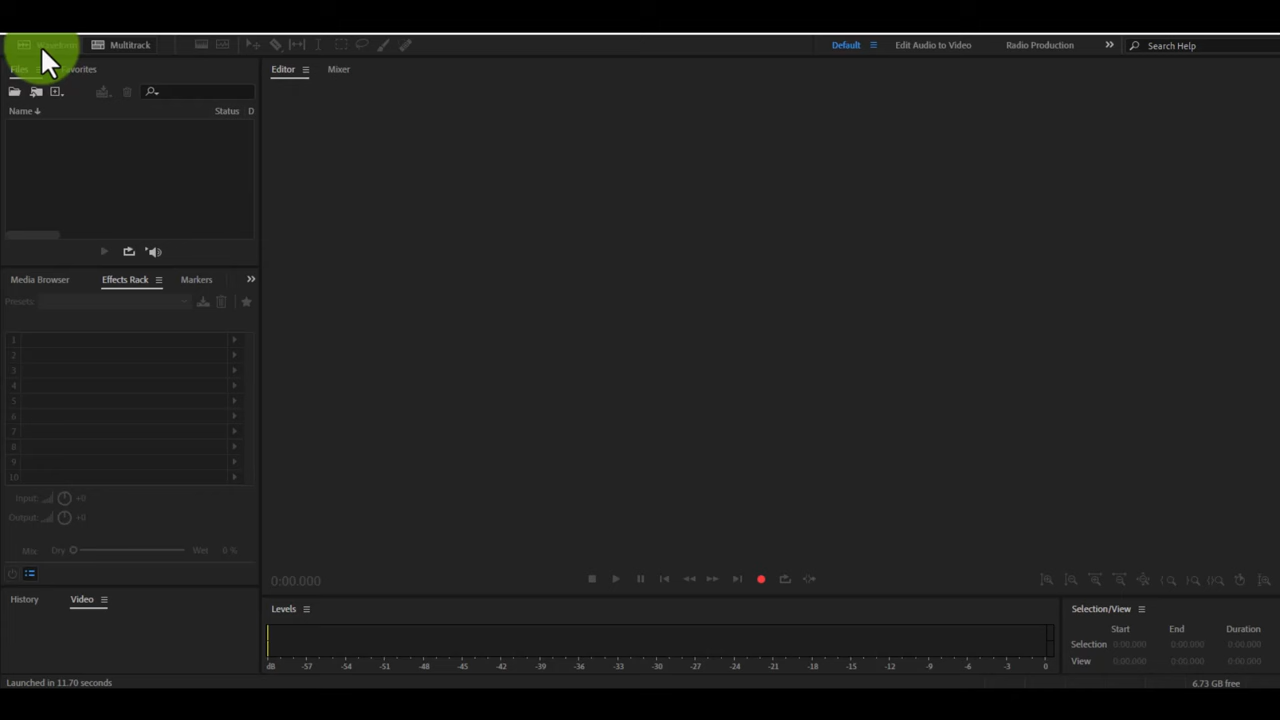 Waveform Multitrack Default Edit Audio to Video Radio Production Search Help
Files Favorites Editor Mixer
Name Status D
Media Browser Effects Rack Markers
Presets:
1
2
3
4
5
6
7
8
9
10
Input: +0
Output: +0
Mix: Dry Wet 0 %
0:00.000
History Video
Levels
dB -57 -54 -51 -48 -45 -42 -39 -36 -33 -30 -27 -24 -21 -18 -15 -12 -9 -6 -3 0
Selection/View
Start End Duration
Selection 0:00.000 0:00.000 0:00.000
View 0:00.000 0:00.000 0:00.000
Launched in 11.70 seconds 6.73 GB free